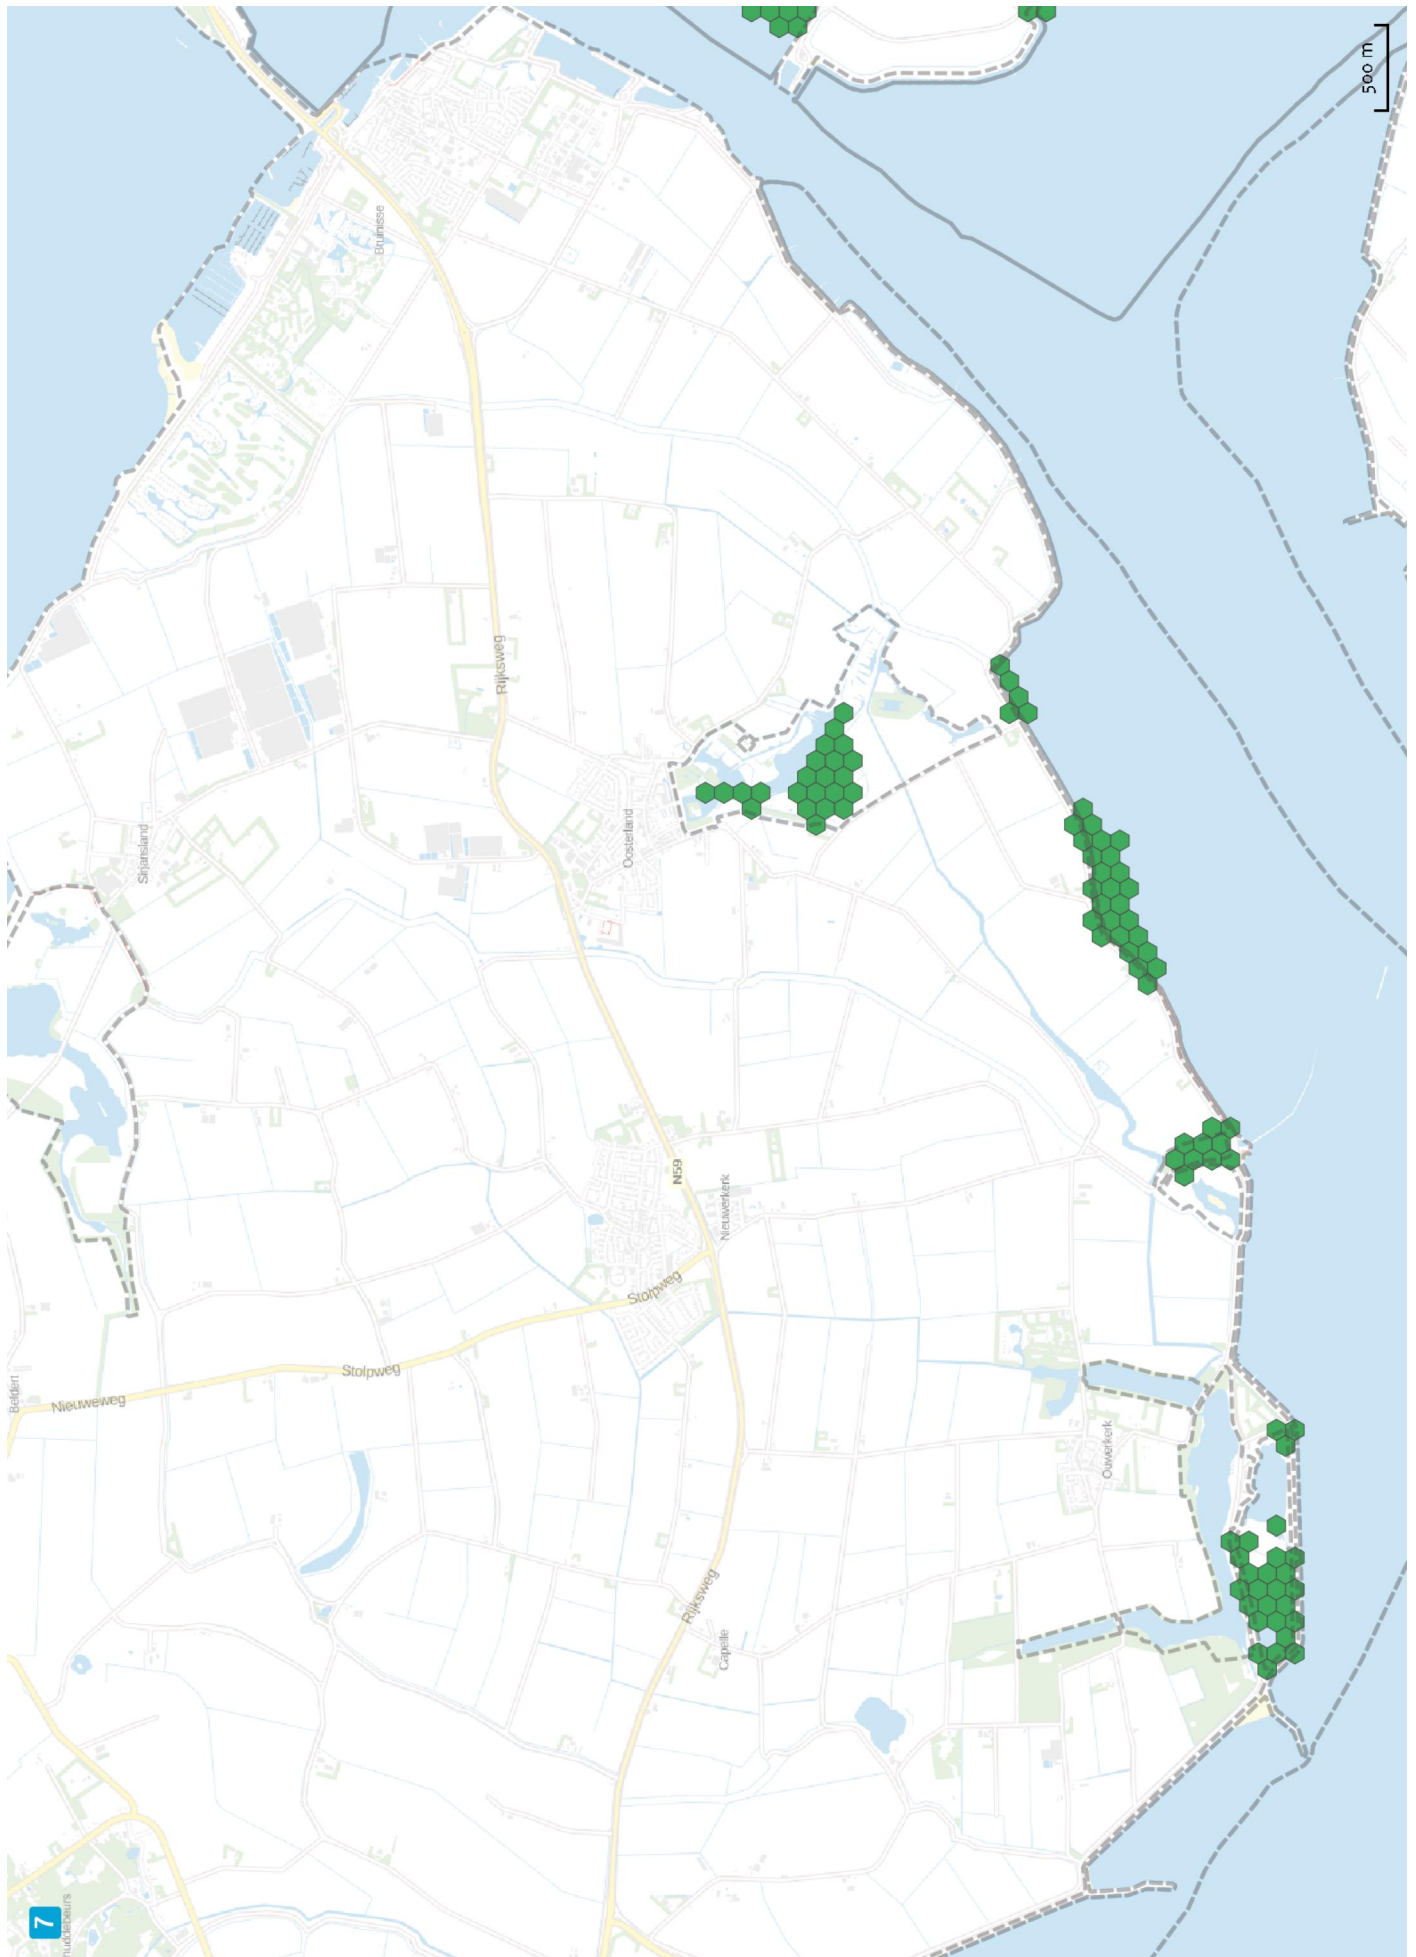 500 m
Bruinisse
Sirjansland
Rijksweg
Oosterland
N59
Nieuwerkerk
Stolpweg
Stolpweg
Nieuweweg
Beldert
Ouwerkerk
Rijksweg
Capelle
7